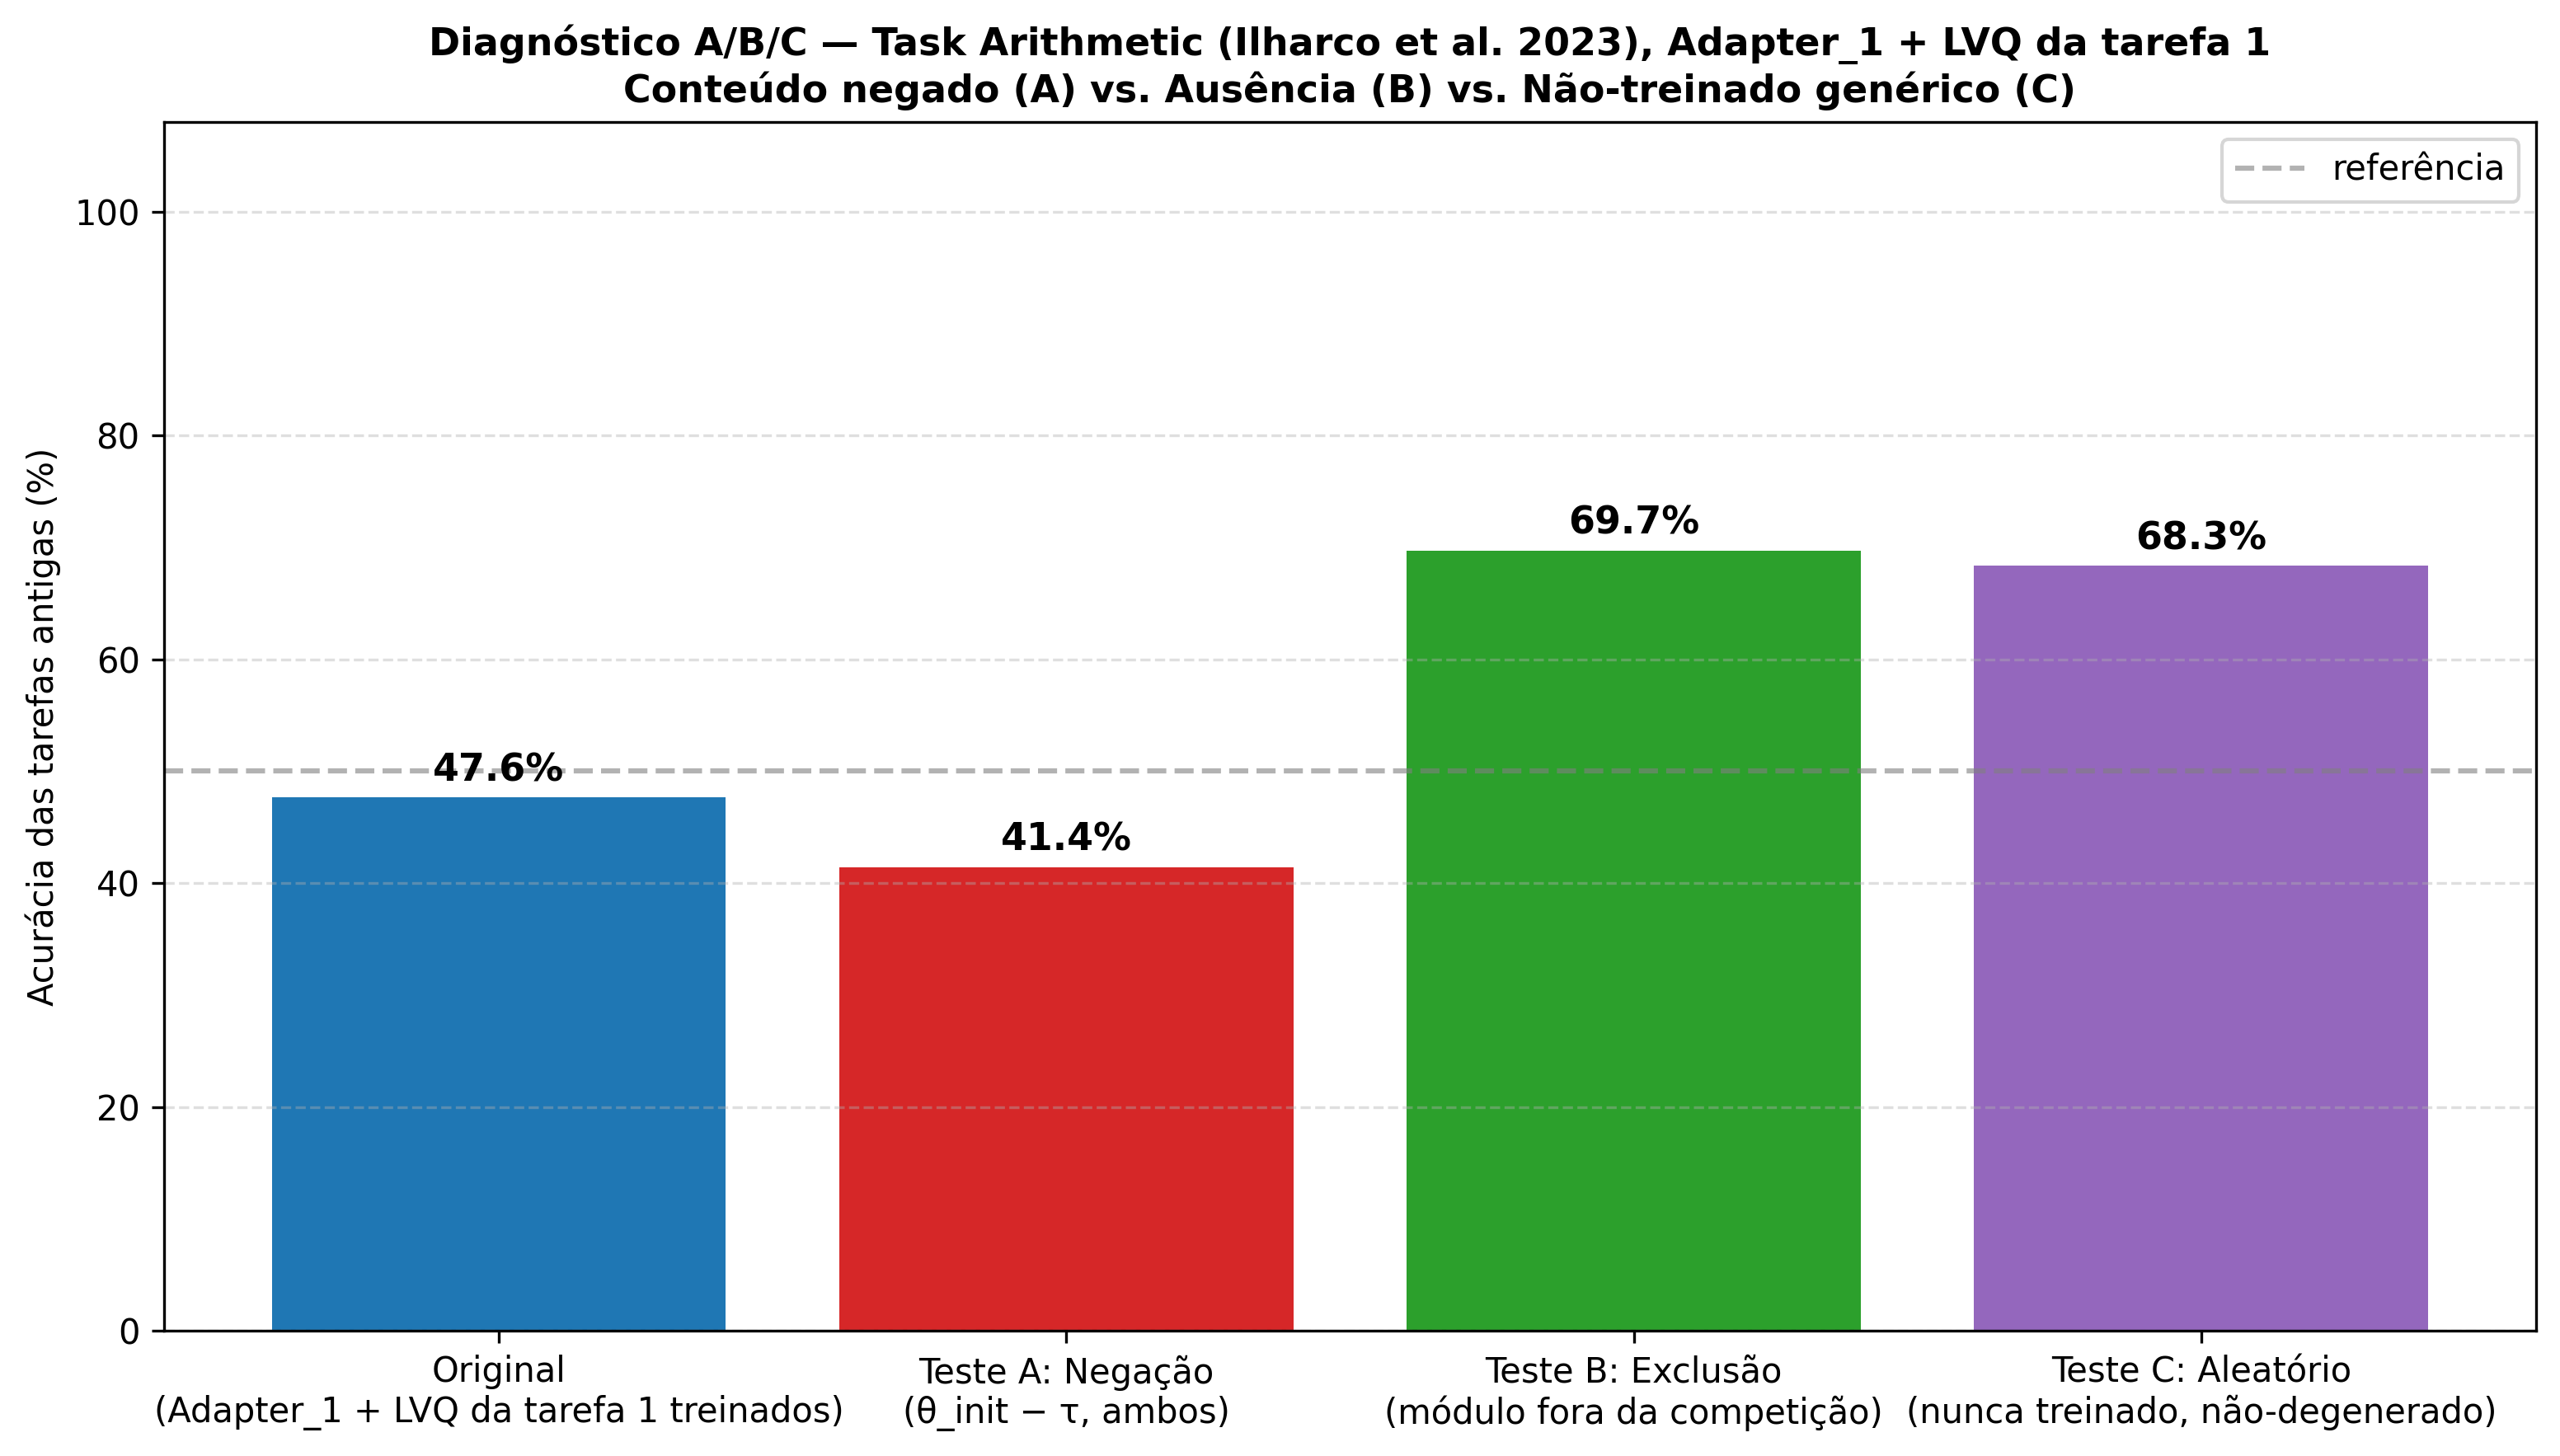 Diagnóstico A/B/C — Task Arithmetic (Ilharco et al. 2023), Adapter_1 + LVQ da tarefa 1
Conteúdo negado (A) vs. Ausência (B) vs. Não-treinado genérico (C)
referência
Acurácia das tarefas antigas (%)
100
80
60
40
20
0
47.6%
41.4%
69.7%
68.3%
Original
(Adapter_1 + LVQ da tarefa 1 treinados)
Teste A: Negação
(θ_init − τ, ambos)
Teste B: Exclusão
(módulo fora da competição)
Teste C: Aleatório
(nunca treinado, não-degenerado)